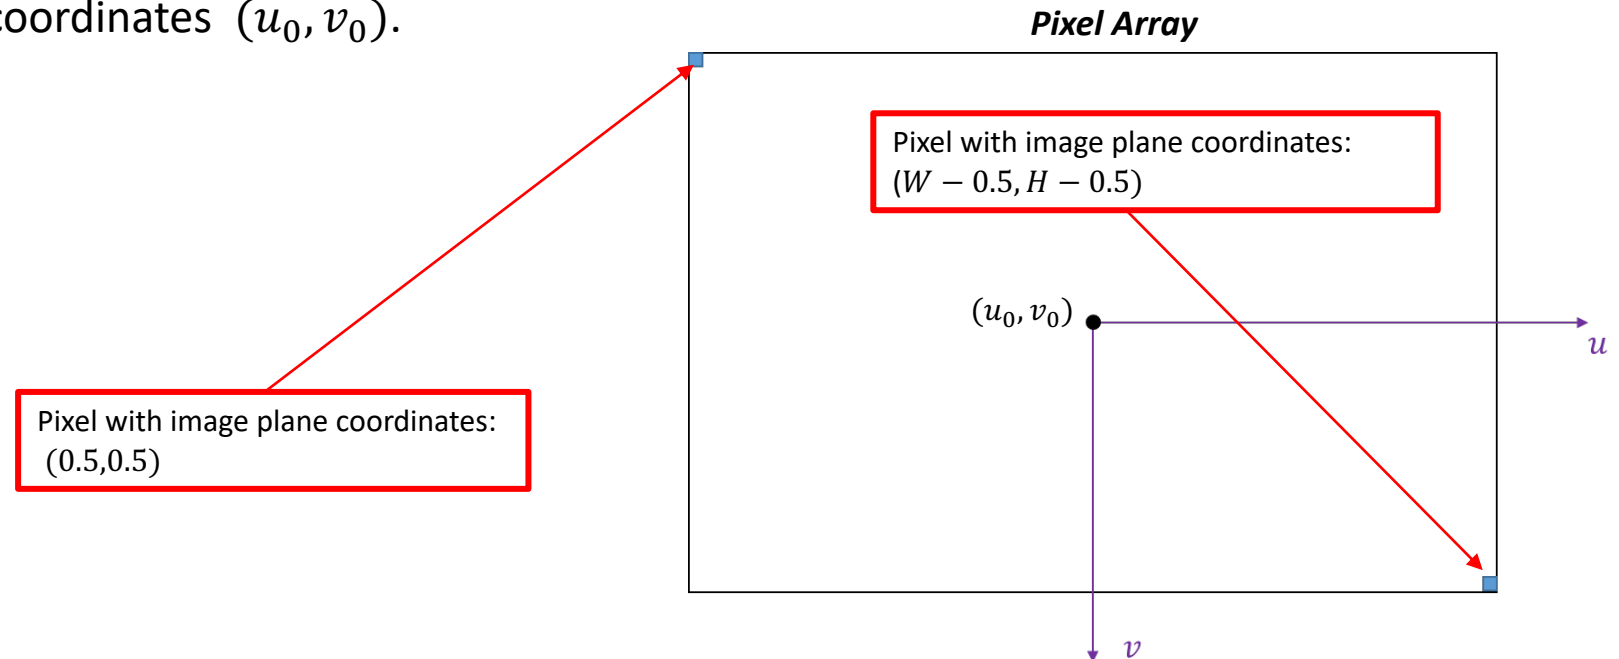 coordinates (u₀, v₀).
Pixel Array
Pixel with image plane coordinates:
(W − 0.5, H − 0.5)
(u₀, v₀)
u
Pixel with image plane coordinates:
(0.5,0.5)
v